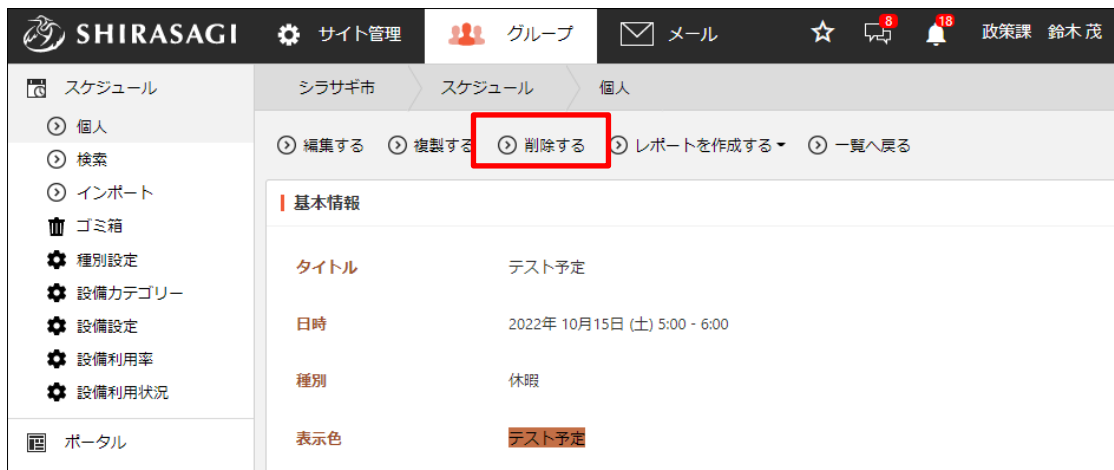 SHIRASAGI サイト管理 グループ メール 8 18 政策課 鈴木 茂
スケジュール
個人
検索
インポート
ゴミ箱
種別設定
設備カテゴリー
設備設定
設備利用率
設備利用状況
ポータル
シラサギ市 スケジュール 個人
編集する 複製する 削除する レポートを作成する 一覧へ戻る
基本情報
タイトル テスト予定
日時 2022年 10月15日 (土) 5:00 - 6:00
種別 休暇
表示色 テスト予定